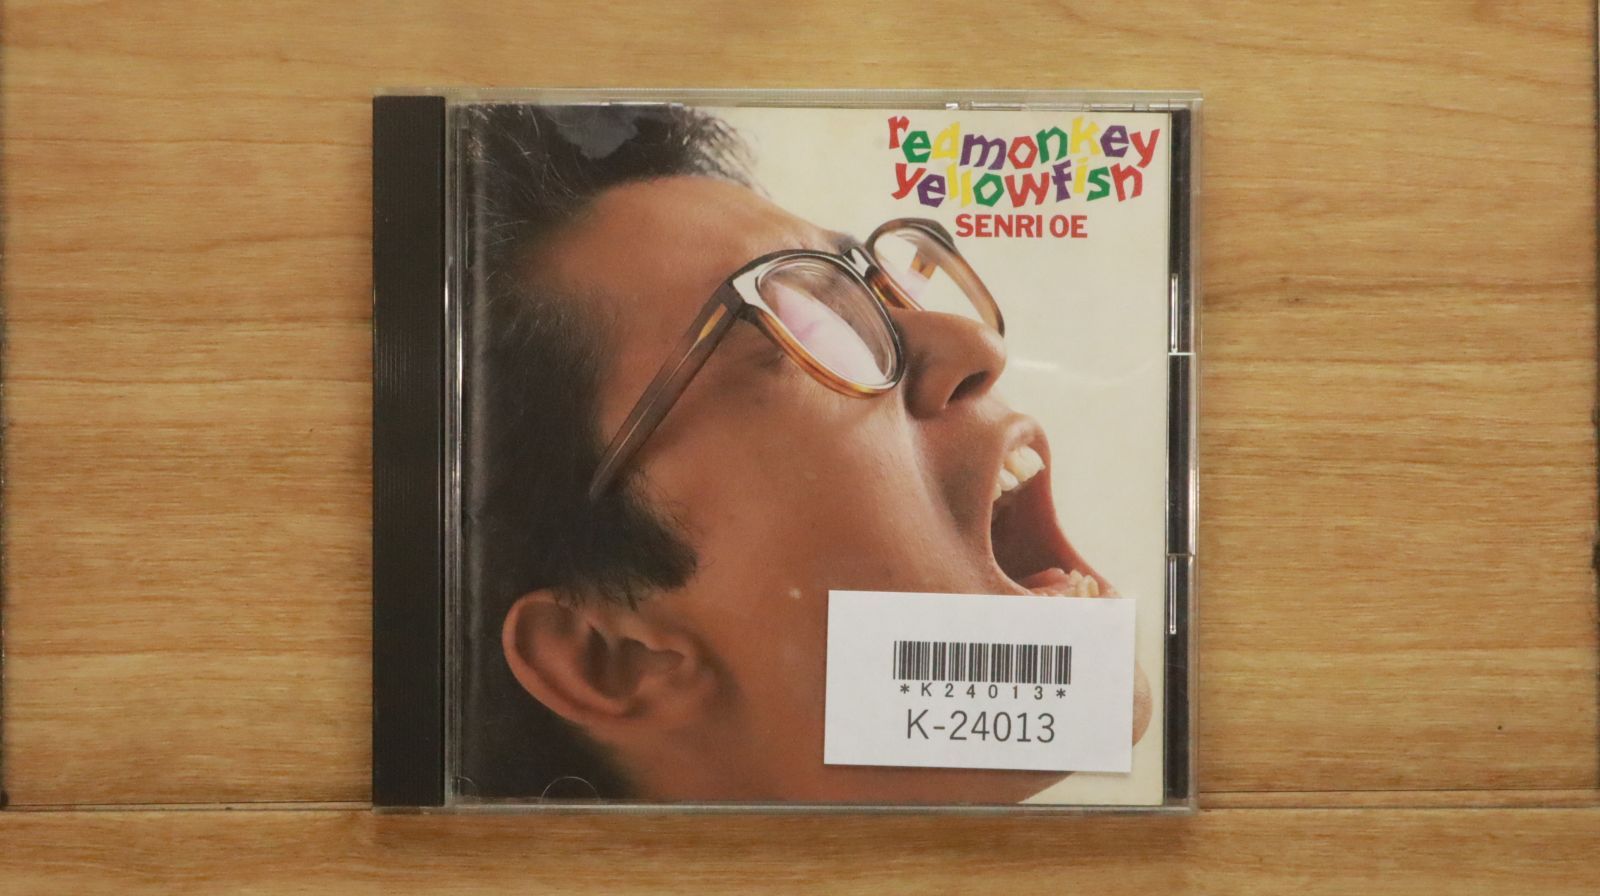 redmonkey
yellowfish
SENRI OE
*K24013*
K-24013